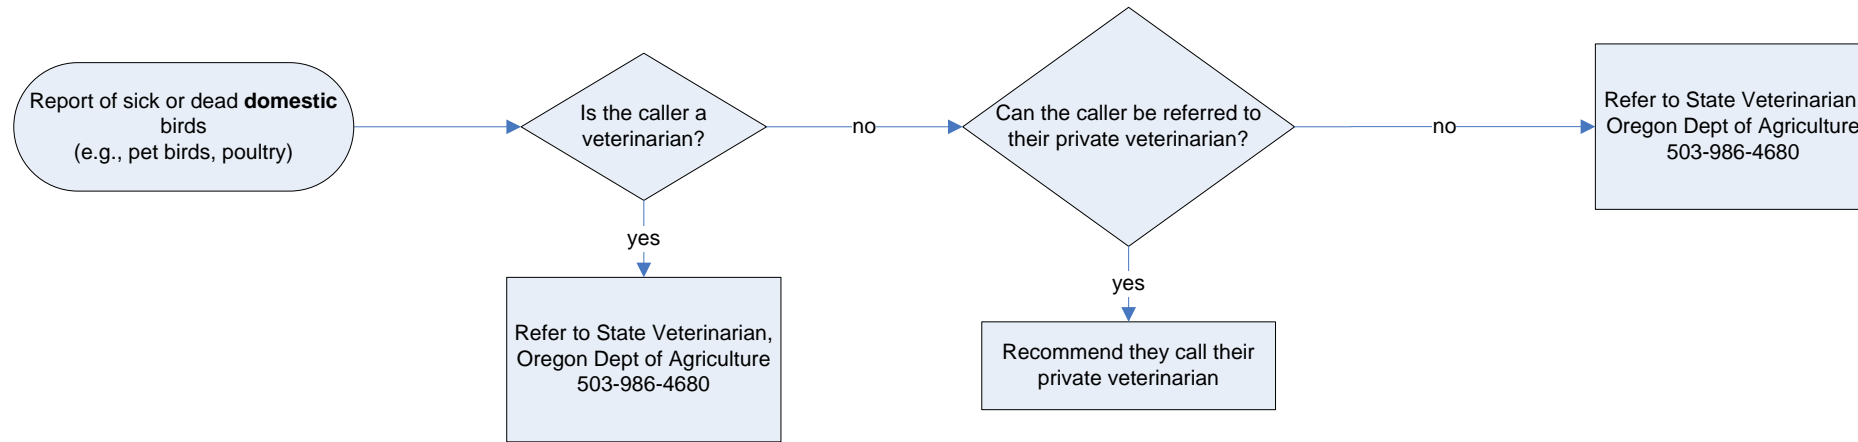 Report of sick or dead domestic
birds
(e.g., pet birds, poultry)
Is the caller a
veterinarian?
no
Can the caller be referred to
their private veterinarian?
no
Refer to State Veterinarian
Oregon Dept of Agriculture
503-986-4680
yes
Refer to State Veterinarian,
Oregon Dept of Agriculture
503-986-4680
yes
Recommend they call their
private veterinarian